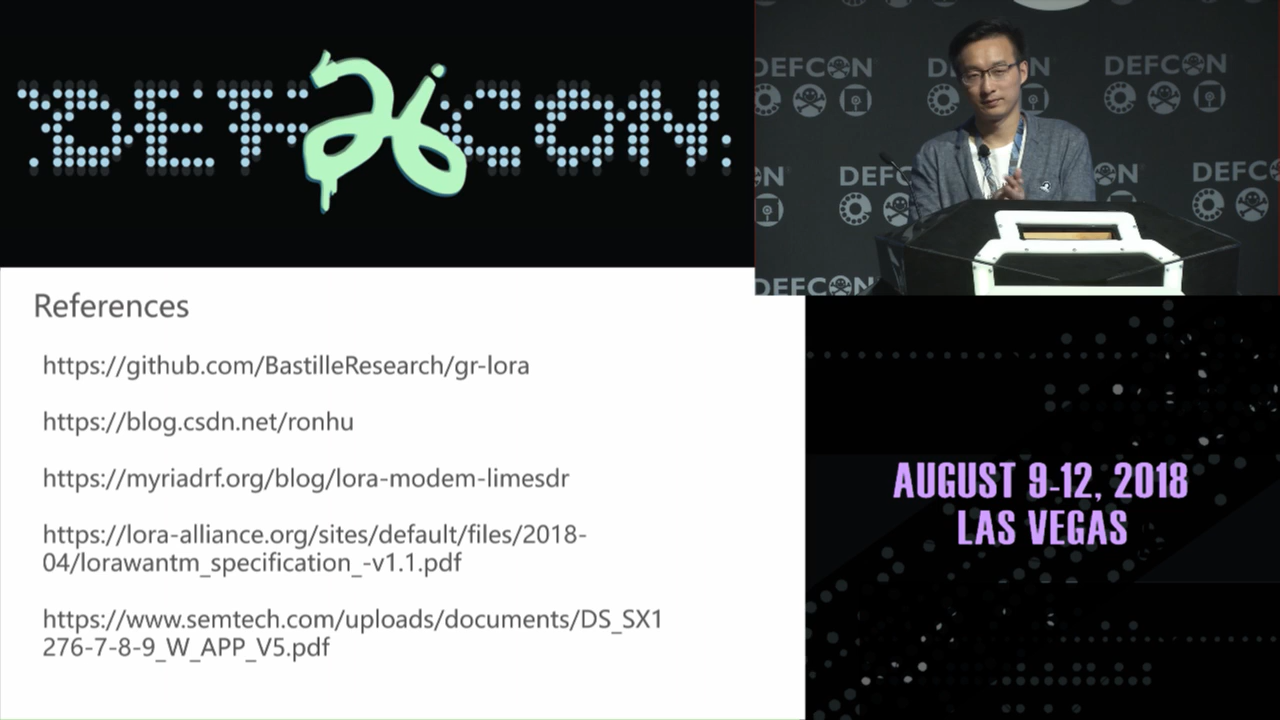 DEF 26 CON
DEFCON
DEFCON
DEFCON
References
https://github.com/BastilleResearch/gr-lora
https://blog.csdn.net/ronhu
https://myriadrf.org/blog/lora-modem-limesdr
https://lora-alliance.org/sites/default/files/2018-
04/lorawantm_specification_-v1.1.pdf
https://www.semtech.com/uploads/documents/DS_SX1
276-7-8-9_W_APP_V5.pdf
AUGUST 9-12, 2018
LAS VEGAS